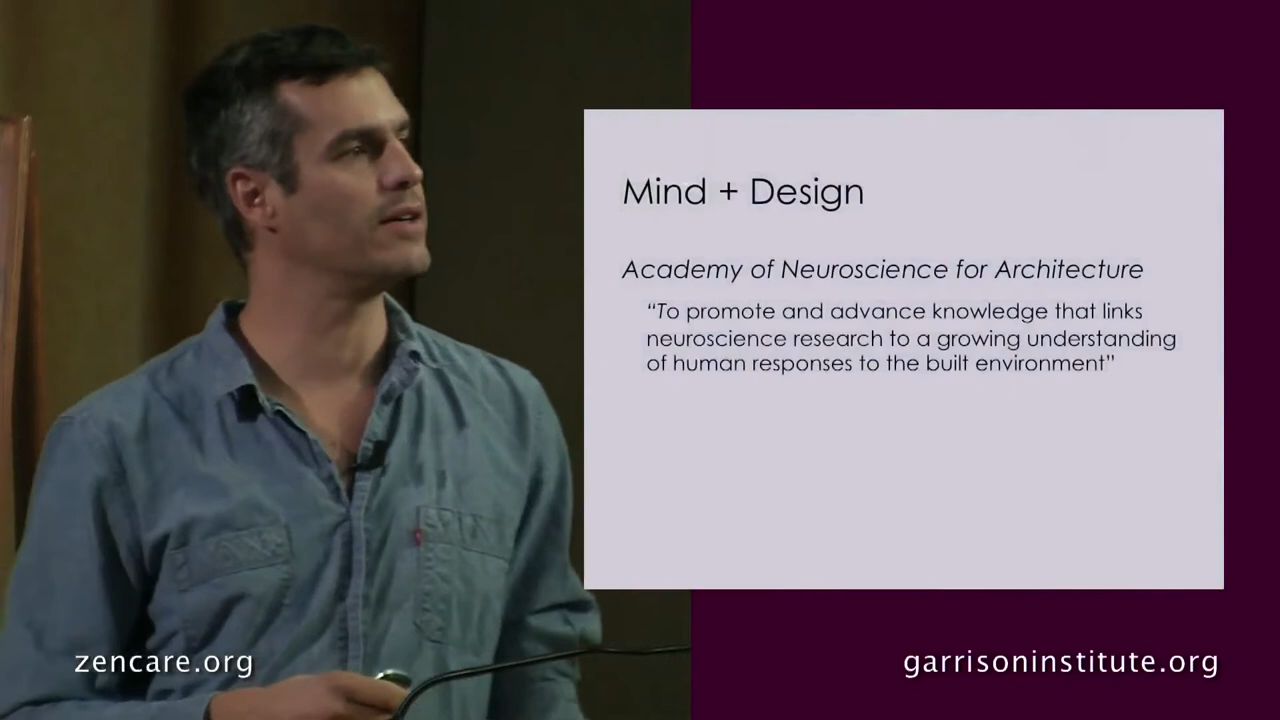 Mind + Design
Academy of Neuroscience for Architecture
“To promote and advance knowledge that links
neuroscience research to a growing understanding
of human responses to the built environment”
zencare.org
garrisoninstitute.org